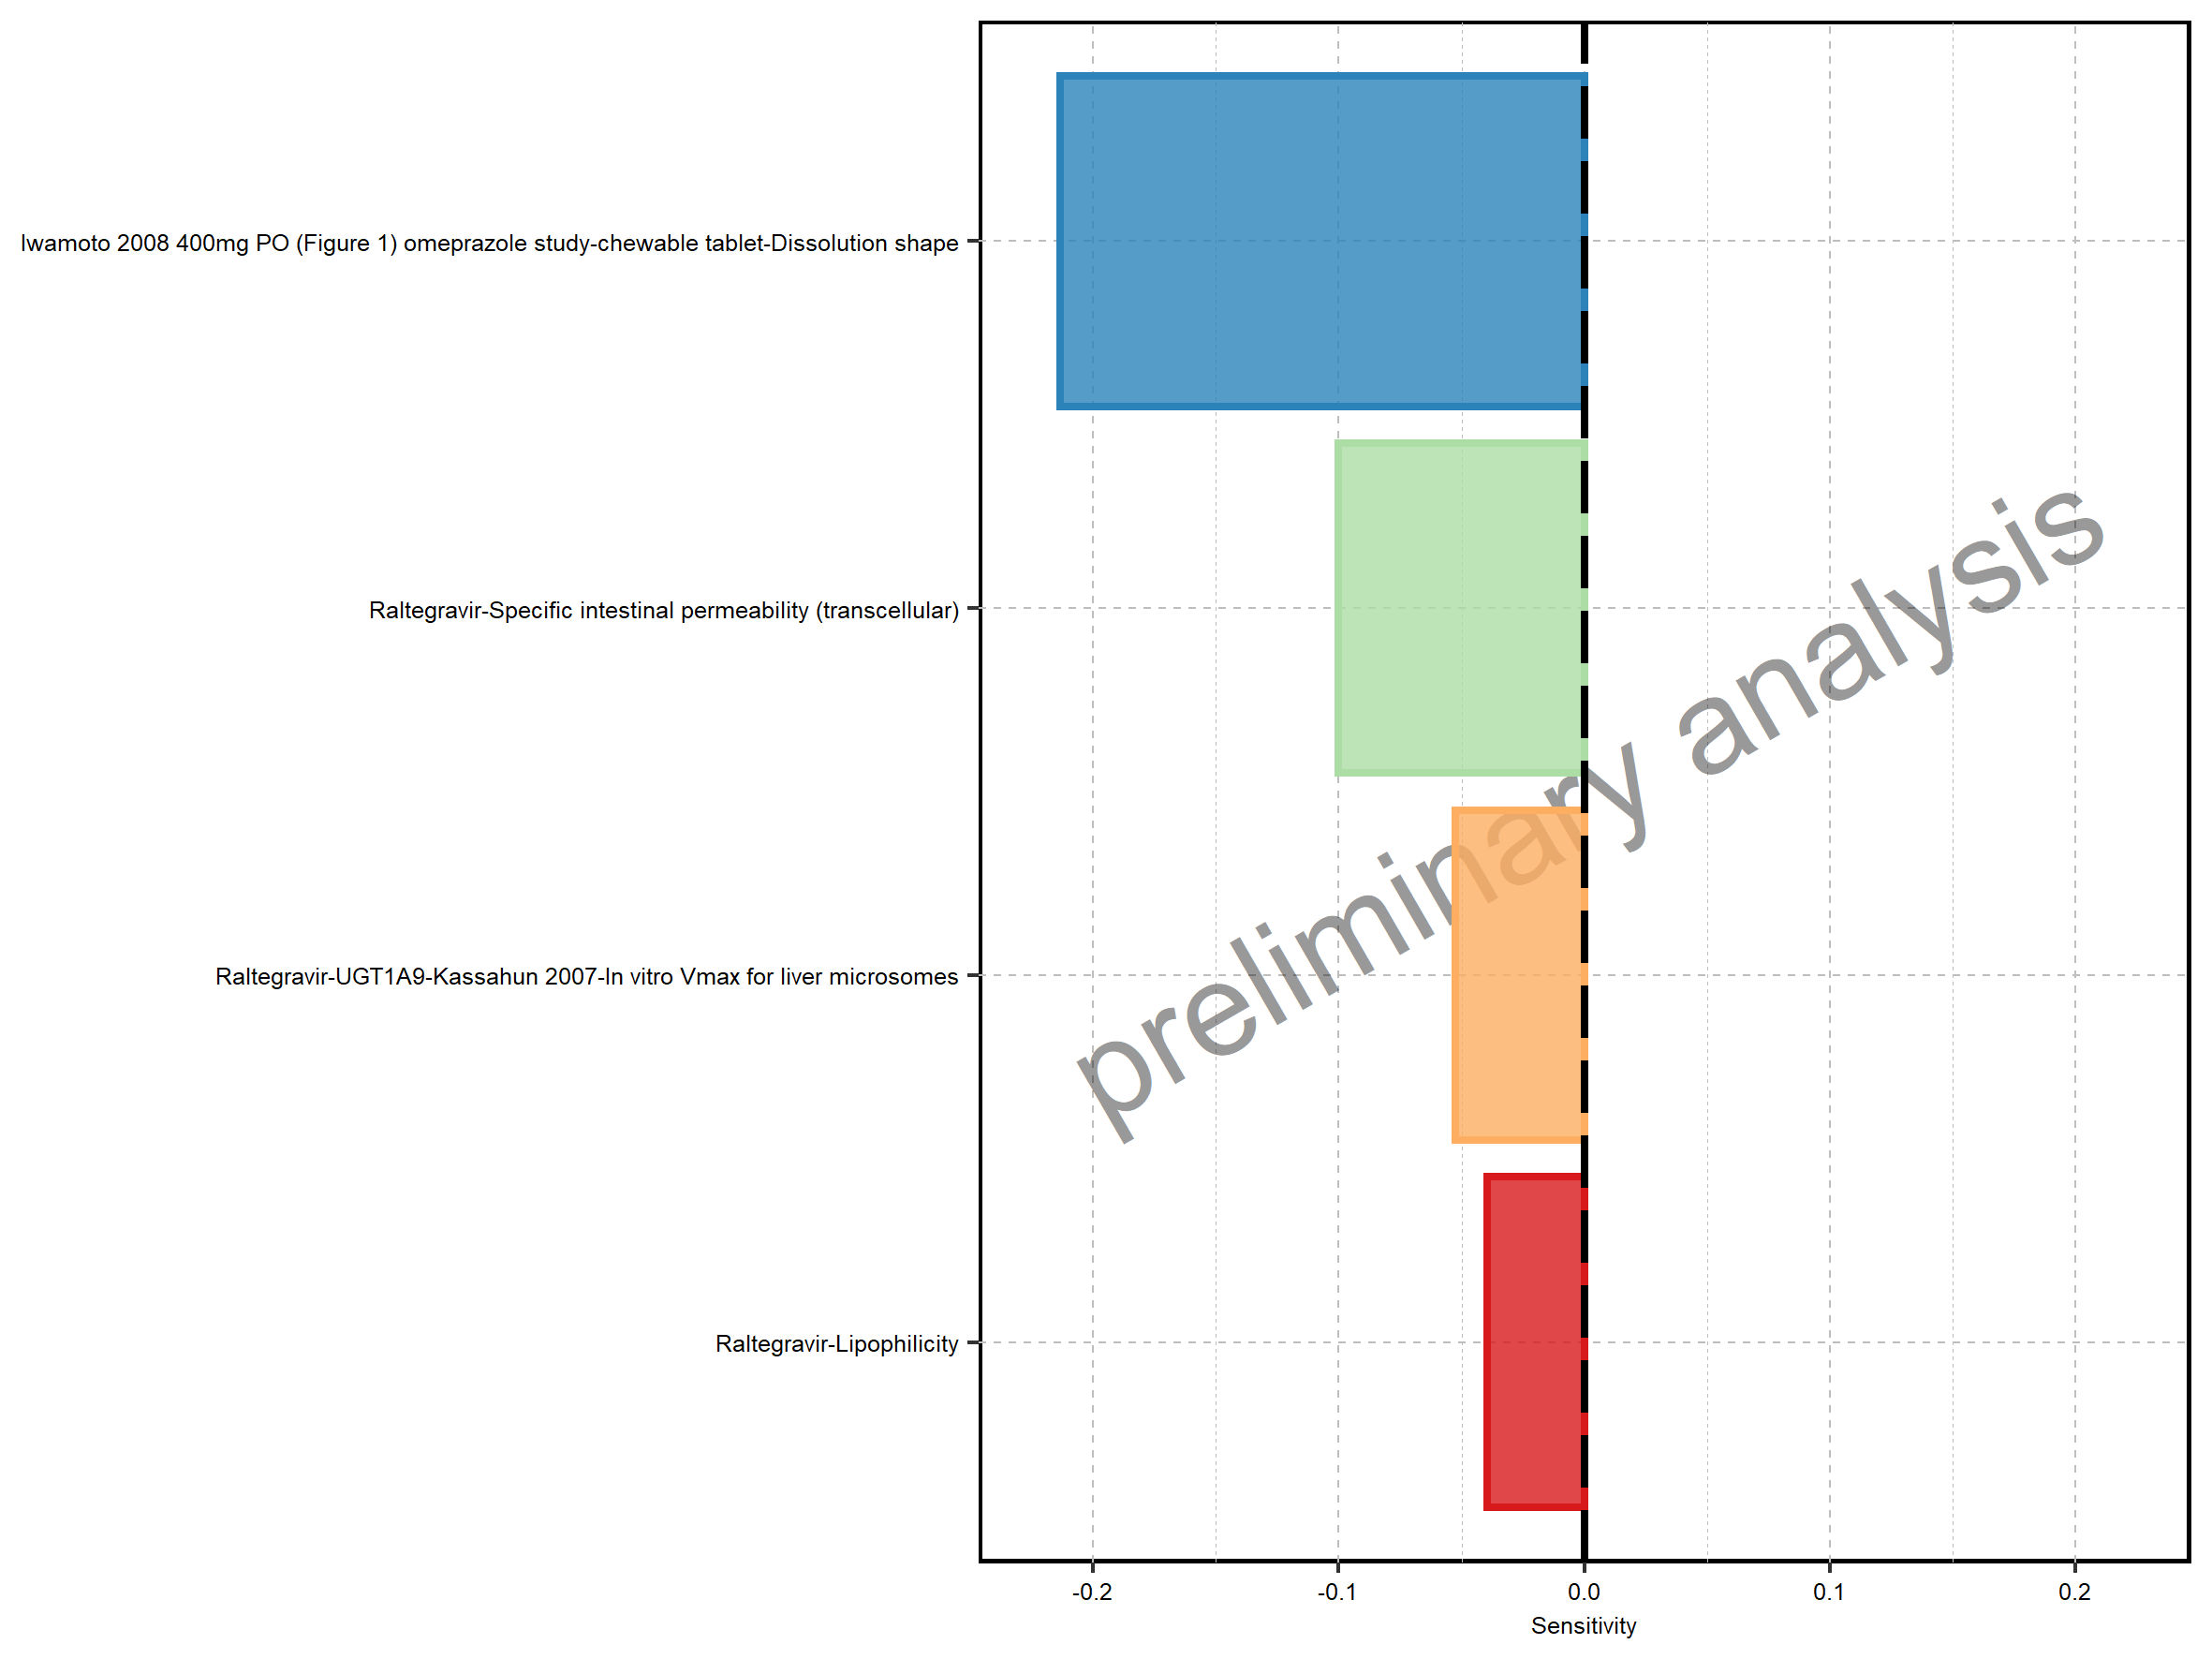 Iwamoto 2008 400mg PO (Figure 1) omeprazole study-chewable tablet-Dissolution shape
Raltegravir-Specific intestinal permeability (transcellular)
Raltegravir-UGT1A9-Kassahun 2007-In vitro Vmax for liver microsomes
Raltegravir-Lipophilicity
preliminary analysis
-0.2 -0.1 0.0 0.1 0.2
Sensitivity